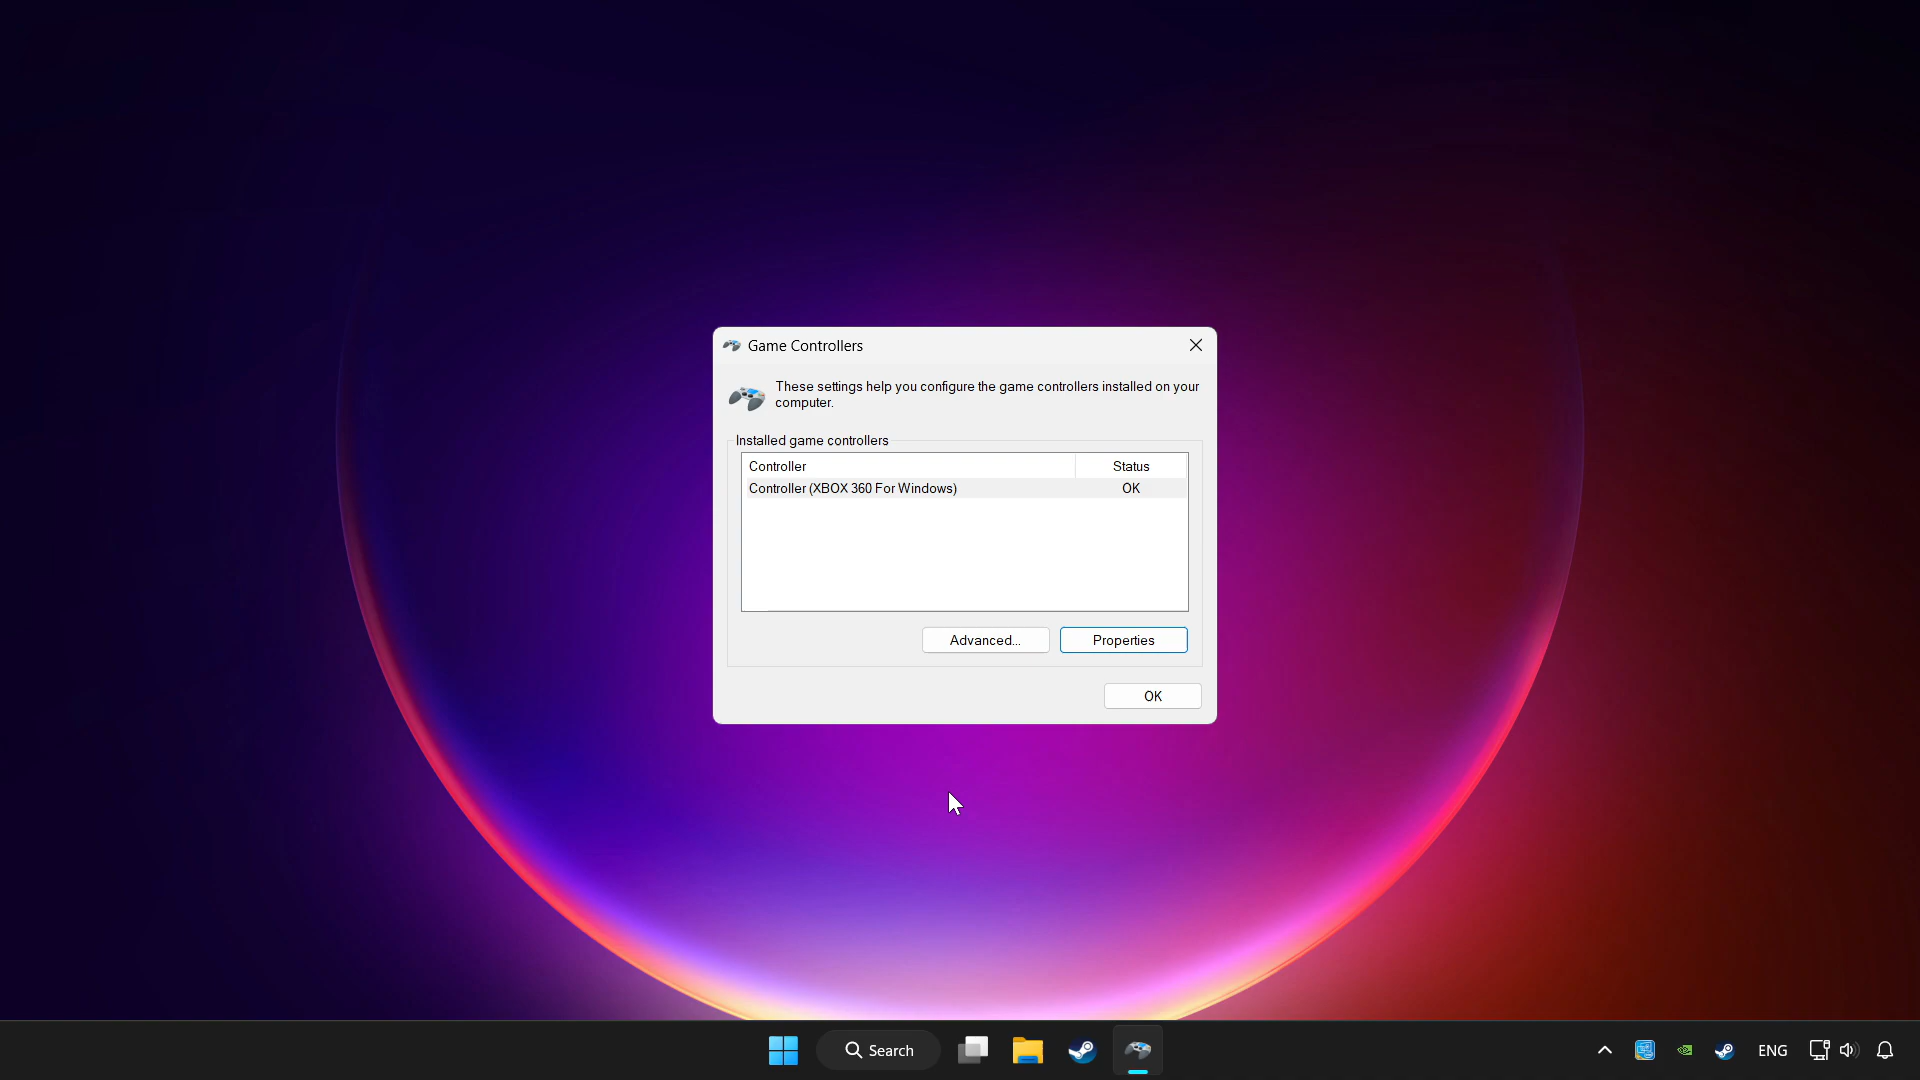 Game Controllers
These settings help you configure the game controllers installed on your
computer.
Installed game controllers
Controller Status
Controller (XBOX 360 For Windows) OK
Advanced... Properties
OK
Search ENG